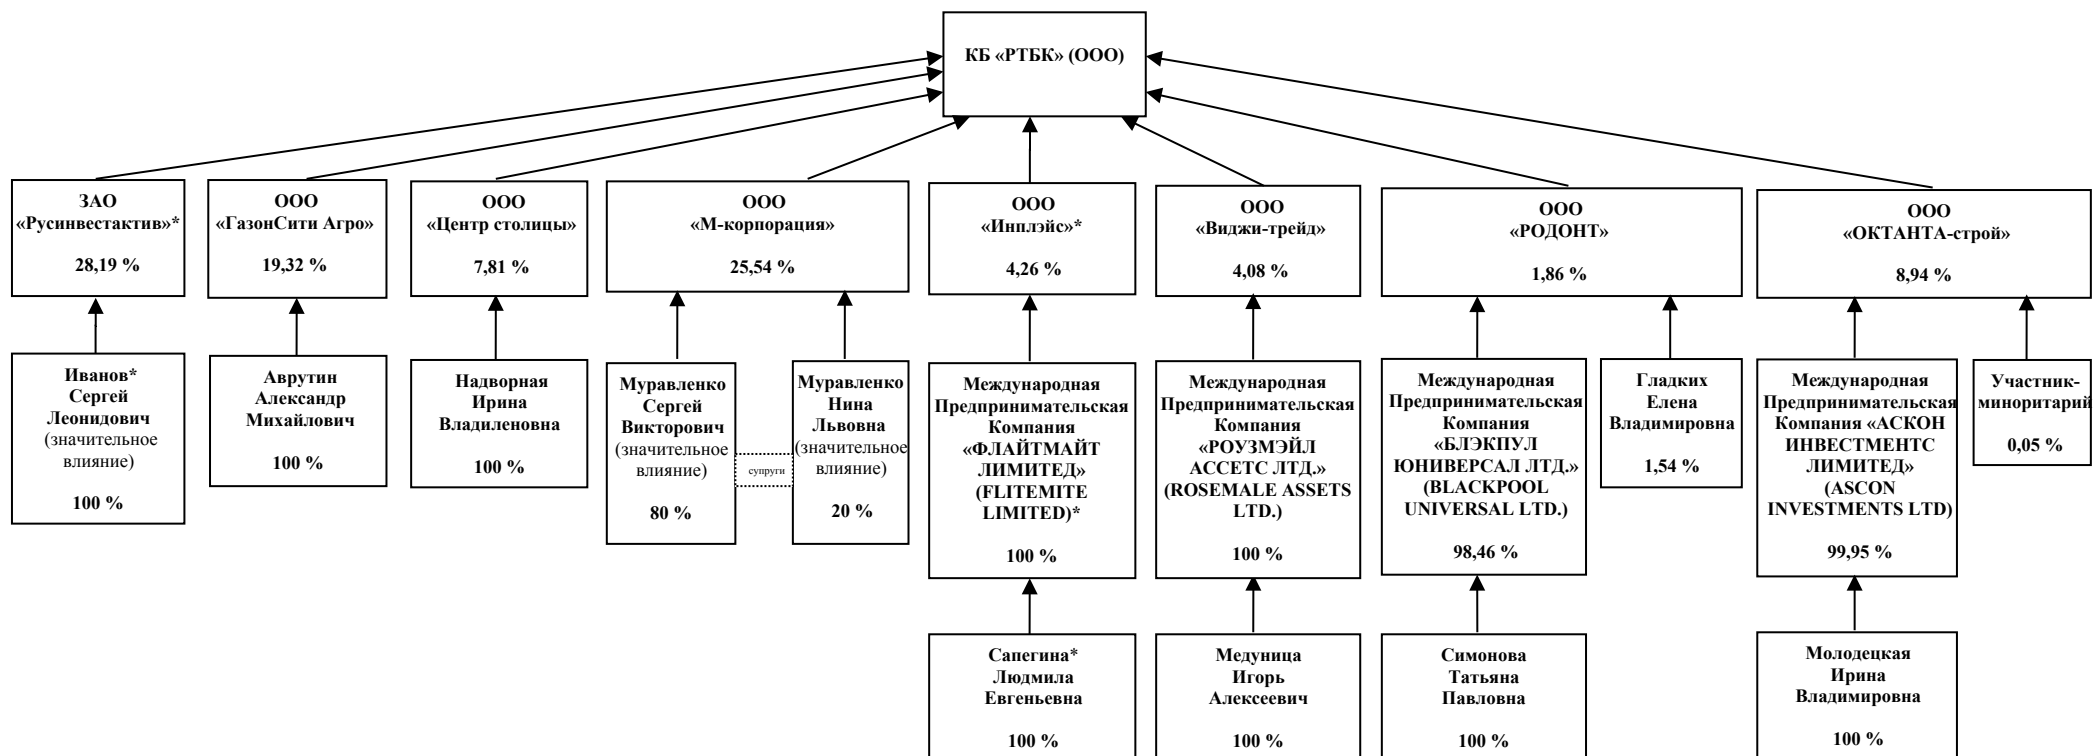 КБ «РТБК» (ООО)
ЗАО
«Русинвестактив»*
28,19 %
ООО
«ГазонСити Агро»
19,32 %
ООО
«Центр столицы»
7,81 %
ООО
«М-корпорация»
25,54 %
ООО
«Инплэйс»*
4,26 %
ООО
«Виджи-трейд»
4,08 %
ООО
«РОДОНТ»
1,86 %
ООО
«ОКТАНТА-строй»
8,94 %
Иванов*
Сергей
Леонидович
(значительное
влияние)
100 %
Аврутин
Александр
Михайлович
100 %
Надворная
Ирина
Владиленовна
100 %
Муравленко
Сергей
Викторович
(значительное
влияние)
80 %
супруги
Муравленко
Нина
Львовна
(значительное
влияние)
20 %
Международная
Предпринимательская
Компания
«ФЛАЙТМАЙТ
ЛИМИТЕД»
(FLITEMITE
LIMITED)*
100 %
Международная
Предпринимательская
Компания
«РОУЗМЭЙЛ
АССЕТС ЛТД.»
(ROSEMALE ASSETS
LTD.)
100 %
Международная
Предпринимательская
Компания
«БЛЭКПУЛ
ЮНИВЕРСАЛ ЛТД.»
(BLACKPOOL
UNIVERSAL LTD.)
98,46 %
Гладких
Елена
Владимировна
1,54 %
Международная
Предпринимательская
Компания «АСКОН
ИНВЕСТМЕНТС
ЛИМИТЕД»
(ASCON
INVESTMENTS LTD)
99,95 %
Участник-
миноритарий
0,05 %
Сапегина*
Людмила
Евгеньевна
100 %
Медуница
Игорь
Алексеевич
100 %
Симонова
Татьяна
Павловна
100 %
Молодецкая
Ирина
Владимировна
100 %